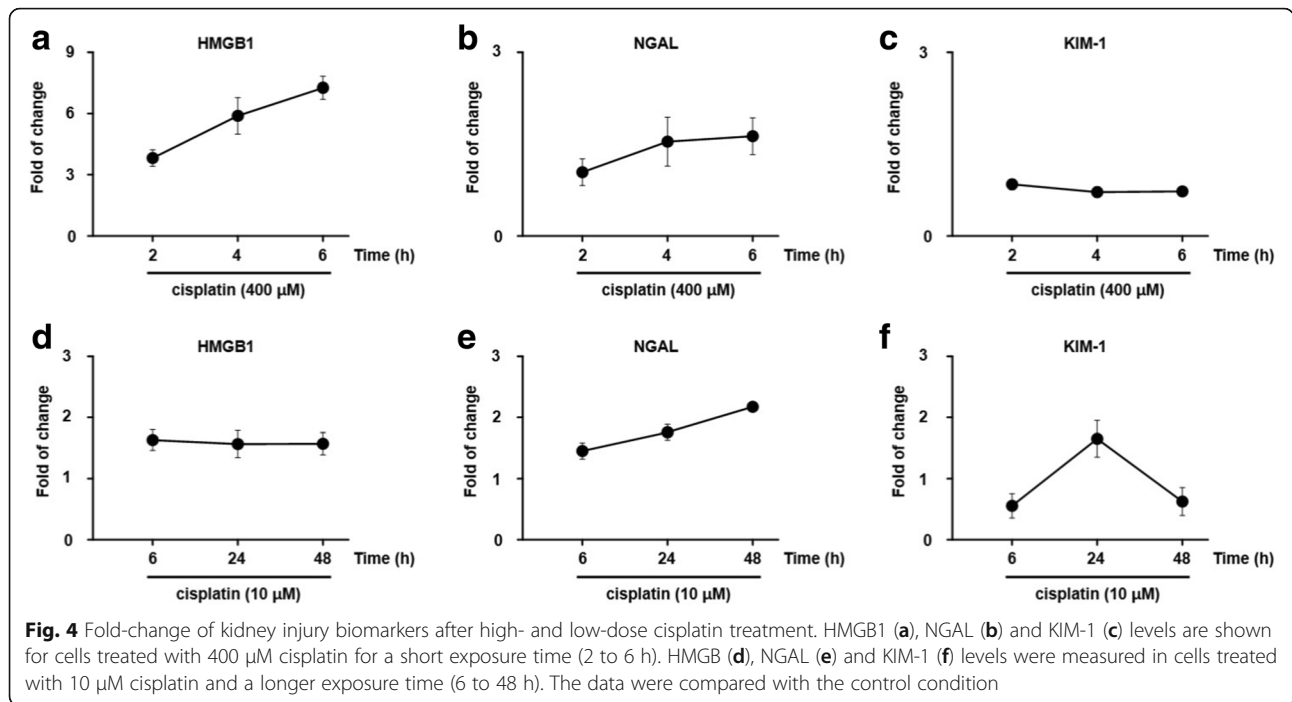 a
HMGB1
9
6
3
0
Fold of change
2 4 6 Time (h)
cisplatin (400 μM)
b
NGAL
3
0
Fold of change
2 4 6 Time (h)
cisplatin (400 μM)
c
KIM-1
3
0
Fold of change
2 4 6 Time (h)
cisplatin (400 μM)
d
HMGB1
3
2
1
0
Fold of change
6 24 48 Time (h)
cisplatin (10 μM)
e
NGAL
3
2
1
0
Fold of change
6 24 48 Time (h)
cisplatin (10 μM)
f
KIM-1
3
2
1
0
Fold of change
6 24 48 Time (h)
cisplatin (10 μM)
Fig. 4 Fold-change of kidney injury biomarkers after high- and low-dose cisplatin treatment. HMGB1 (a), NGAL (b) and KIM-1 (c) levels are shown
for cells treated with 400 μM cisplatin for a short exposure time (2 to 6 h). HMGB (d), NGAL (e) and KIM-1 (f) levels were measured in cells treated
with 10 μM cisplatin and a longer exposure time (6 to 48 h). The data were compared with the control condition